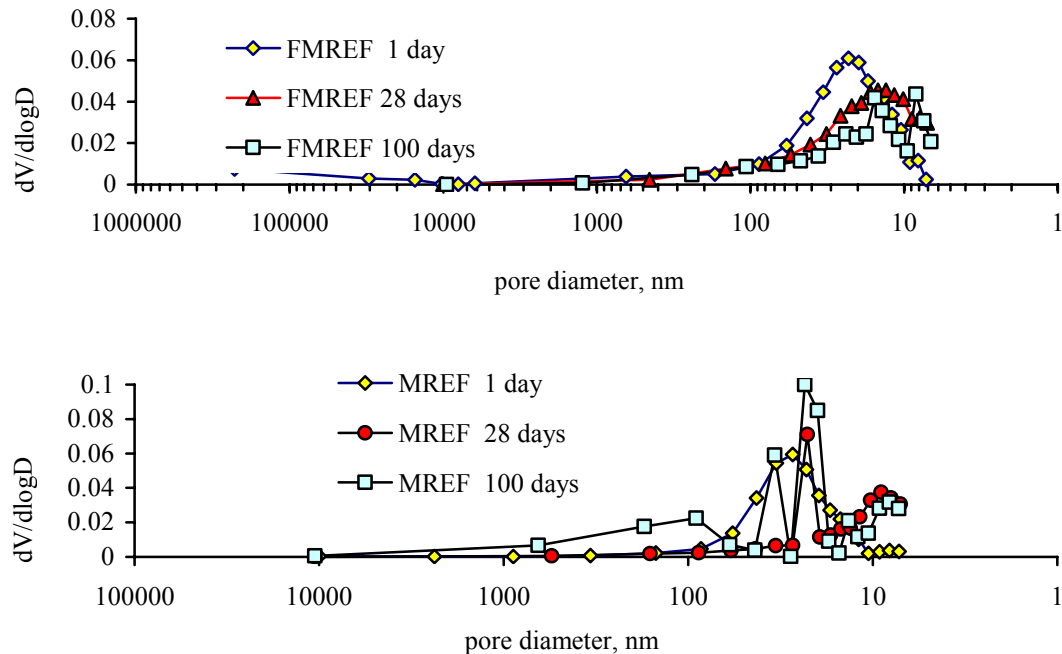 0.08
0.06
0.04
0.02
0
dV/dlogD
FMREF 1 day
FMREF 28 days
FMREF 100 days
1000000 100000 10000 1000 100 10 1
pore diameter, nm
0.1
0.08
0.06
0.04
0.02
0
dV/dlogD
MREF 1 day
MREF 28 days
MREF 100 days
100000 10000 1000 100 10 1
pore diameter, nm